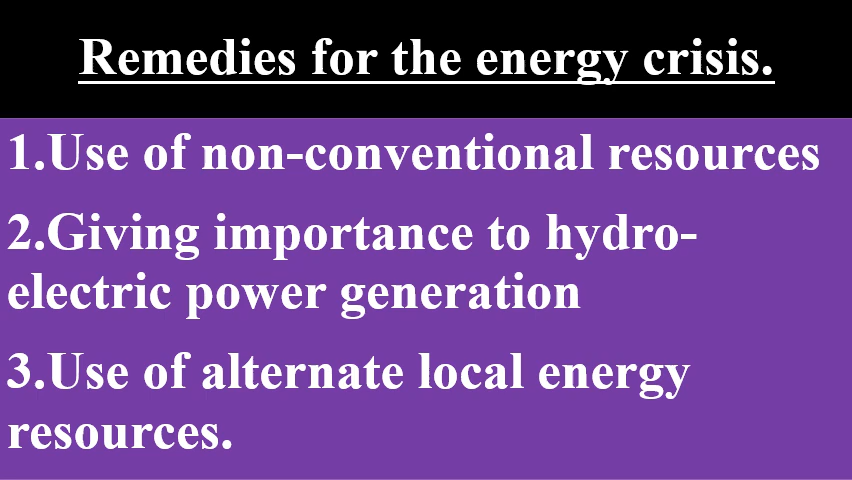 Remedies for the energy crisis.
1.Use of non-conventional resources
2.Giving importance to hydro-
electric power generation
3.Use of alternate local energy
resources.